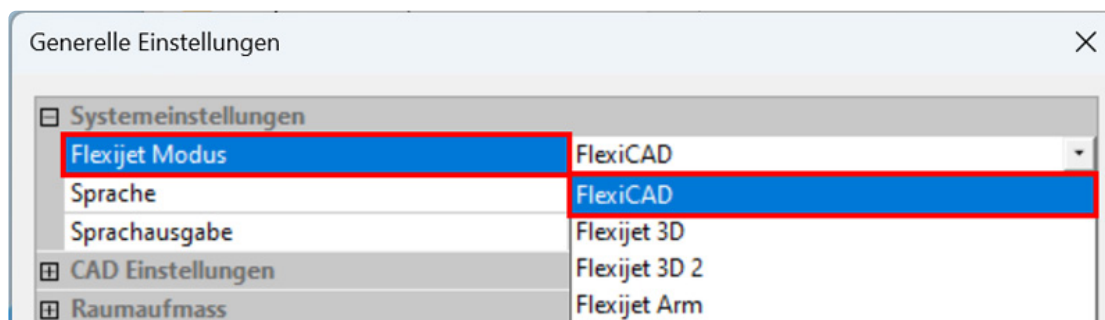 Generelle Einstellungen
Systemeinstellungen
Flexijet Modus FlexiCAD
Sprache FlexiCAD
Sprachausgabe Flexijet 3D
CAD Einstellungen Flexijet 3D 2
Raumaufmass Flexijet Arm